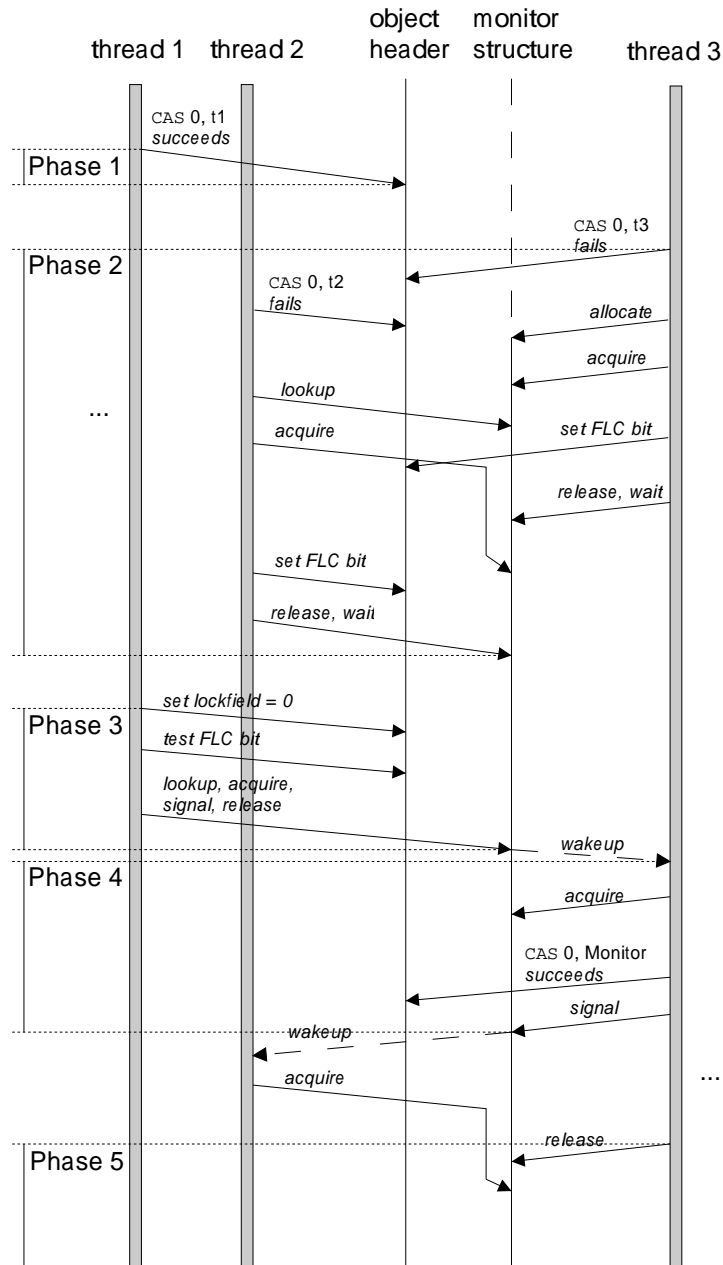 object
header
monitor
structure
thread 1
thread 2
thread 3
CAS 0, t1
succeeds
Phase 1
CAS 0, t3
fails
Phase 2
CAS 0, t2
fails
allocate
acquire
lookup
...
acquire
set FLC bit
release, wait
set FLC bit
release, wait
set lockfield = 0
Phase 3
test FLC bit
lookup, acquire,
signal, release
wakeup
Phase 4
acquire
CAS 0, Monitor
succeeds
signal
wakeup
acquire
...
release
Phase 5